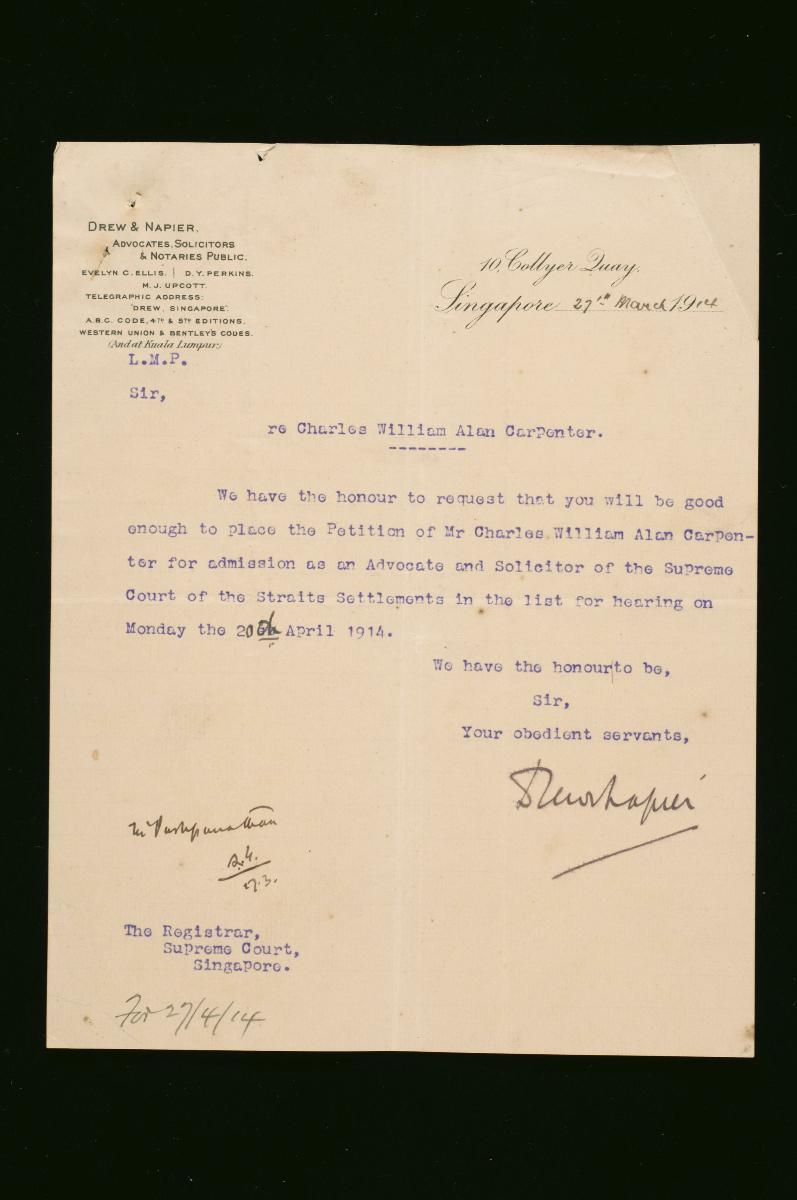 DREW & NAPIER,
ADVOCATES, SOLICITORS
& NOTARIES PUBLIC.
EVELYN C. ELLIS. | D. Y. PERKINS.
M. J. UPCOTT.
TELEGRAPHIC ADDRESS:
"DREW, SINGAPORE".
A.B.C. CODE, 4TH & 5TH EDITIONS.
WESTERN UNION & BENTLEY'S CODES.
(And at Kuala Lumpur)
10, Collyer Quay.
Singapore 27th March 1914
L.M.P.
Sir,
re Charles William Alan Carpenter.
--------
We have the honour to request that you will be good
enough to place the Petition of Mr Charles William Alan Carpen-
ter for admission as an Advocate and Solicitor of the Supreme
Court of the Straits Settlements in the list for hearing on
Monday the 20th April 1914.
We have the honour to be,
Sir,
Your obedient servants,
Drew & Napier
Mr
27.3.
The Registrar,
Supreme Court,
Singapore.
For 27/4/14